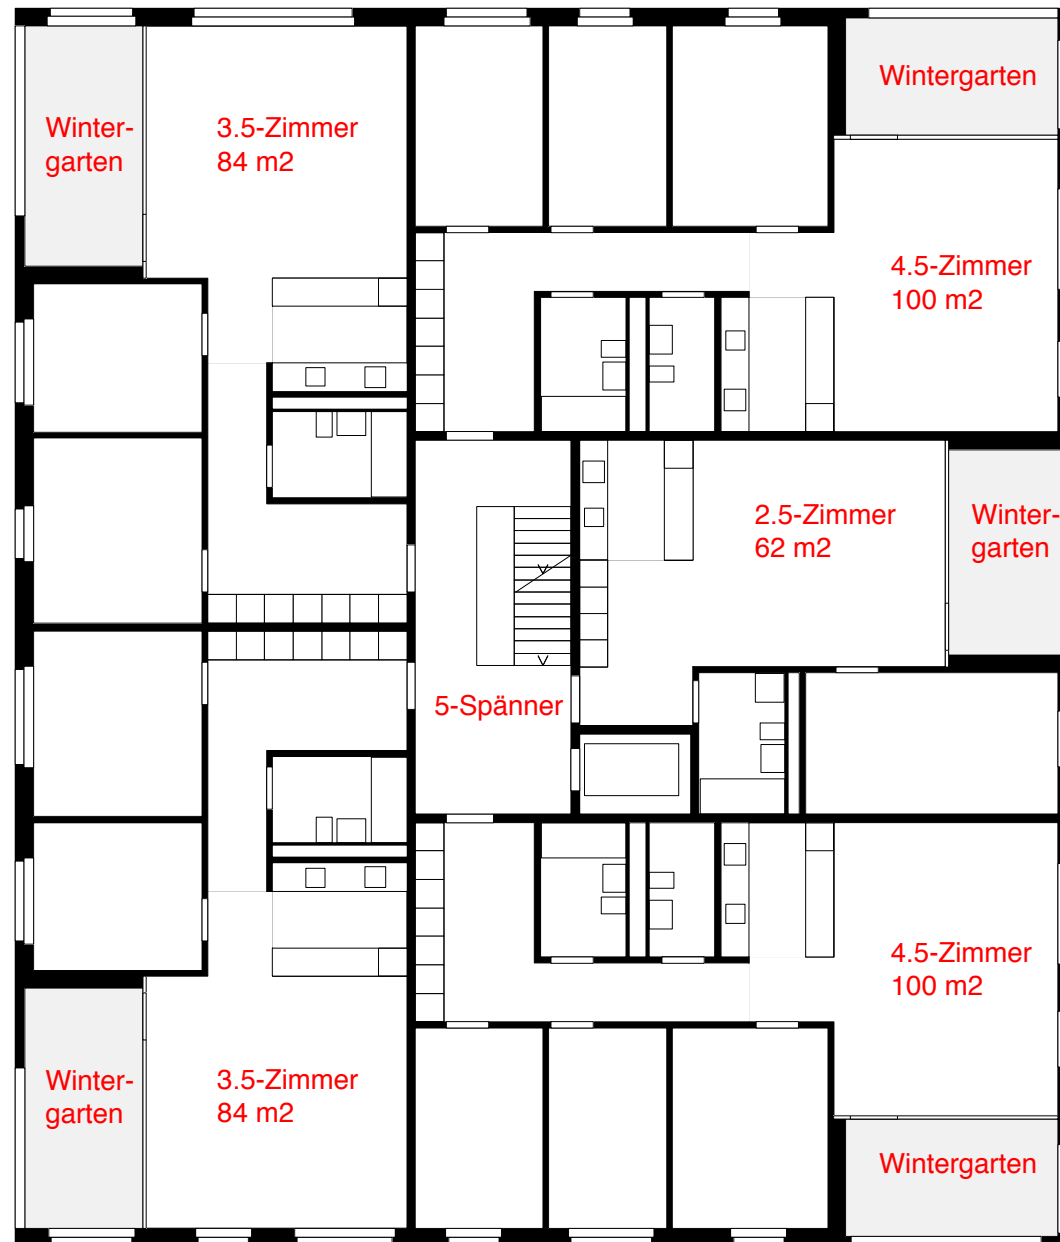 Wintergarten
Winter-
garten
3.5-Zimmer
84 m2
4.5-Zimmer
100 m2
2.5-Zimmer
62 m2
Winter-
garten
5-Spänner
4.5-Zimmer
100 m2
Winter-
garten
3.5-Zimmer
84 m2
Wintergarten